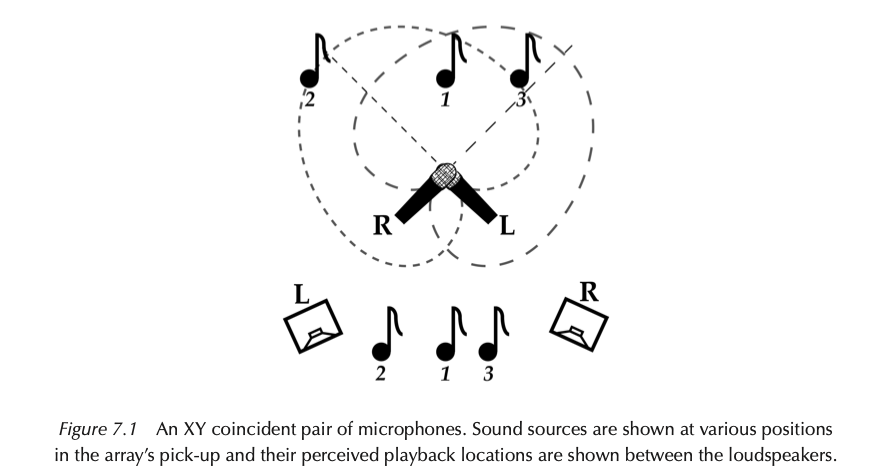 2 1 3
R L
L R
2 1 3
Figure 7.1 An XY coincident pair of microphones. Sound sources are shown at various positions
in the array’s pick-up and their perceived playback locations are shown between the loudspeakers.